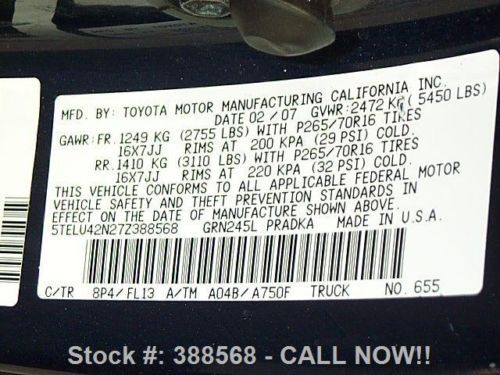 MFD. BY: TOYOTA MOTOR MANUFACTURING CALIFORNIA INC.
DATE 02/07 GVWR:2472 KG (5450 LBS)
GAWR:FR.1249 KG (2755 LBS) WITH P265/70R16 TIRES
16X7JJ RIMS AT 200 KPA (29 PSI) COLD.
RR.1410 KG (3110 LBS) WITH P265/70R16 TIRES
16X7JJ RIMS AT 220 KPA (32 PSI) COLD.
THIS VEHICLE CONFORMS TO ALL APPLICABLE FEDERAL MOTOR
VEHICLE SAFETY AND THEFT PREVENTION STANDARDS IN
EFFECT ON THE DATE OF MANUFACTURE SHOWN ABOVE.
5TELU42N27Z388568 GRN245L PRADKA MADE IN U.S.A.
C/TR 8P4/FL13 A/TM A04B/A750F TRUCK NO. 655
Stock #: 388568 - CALL NOW!!